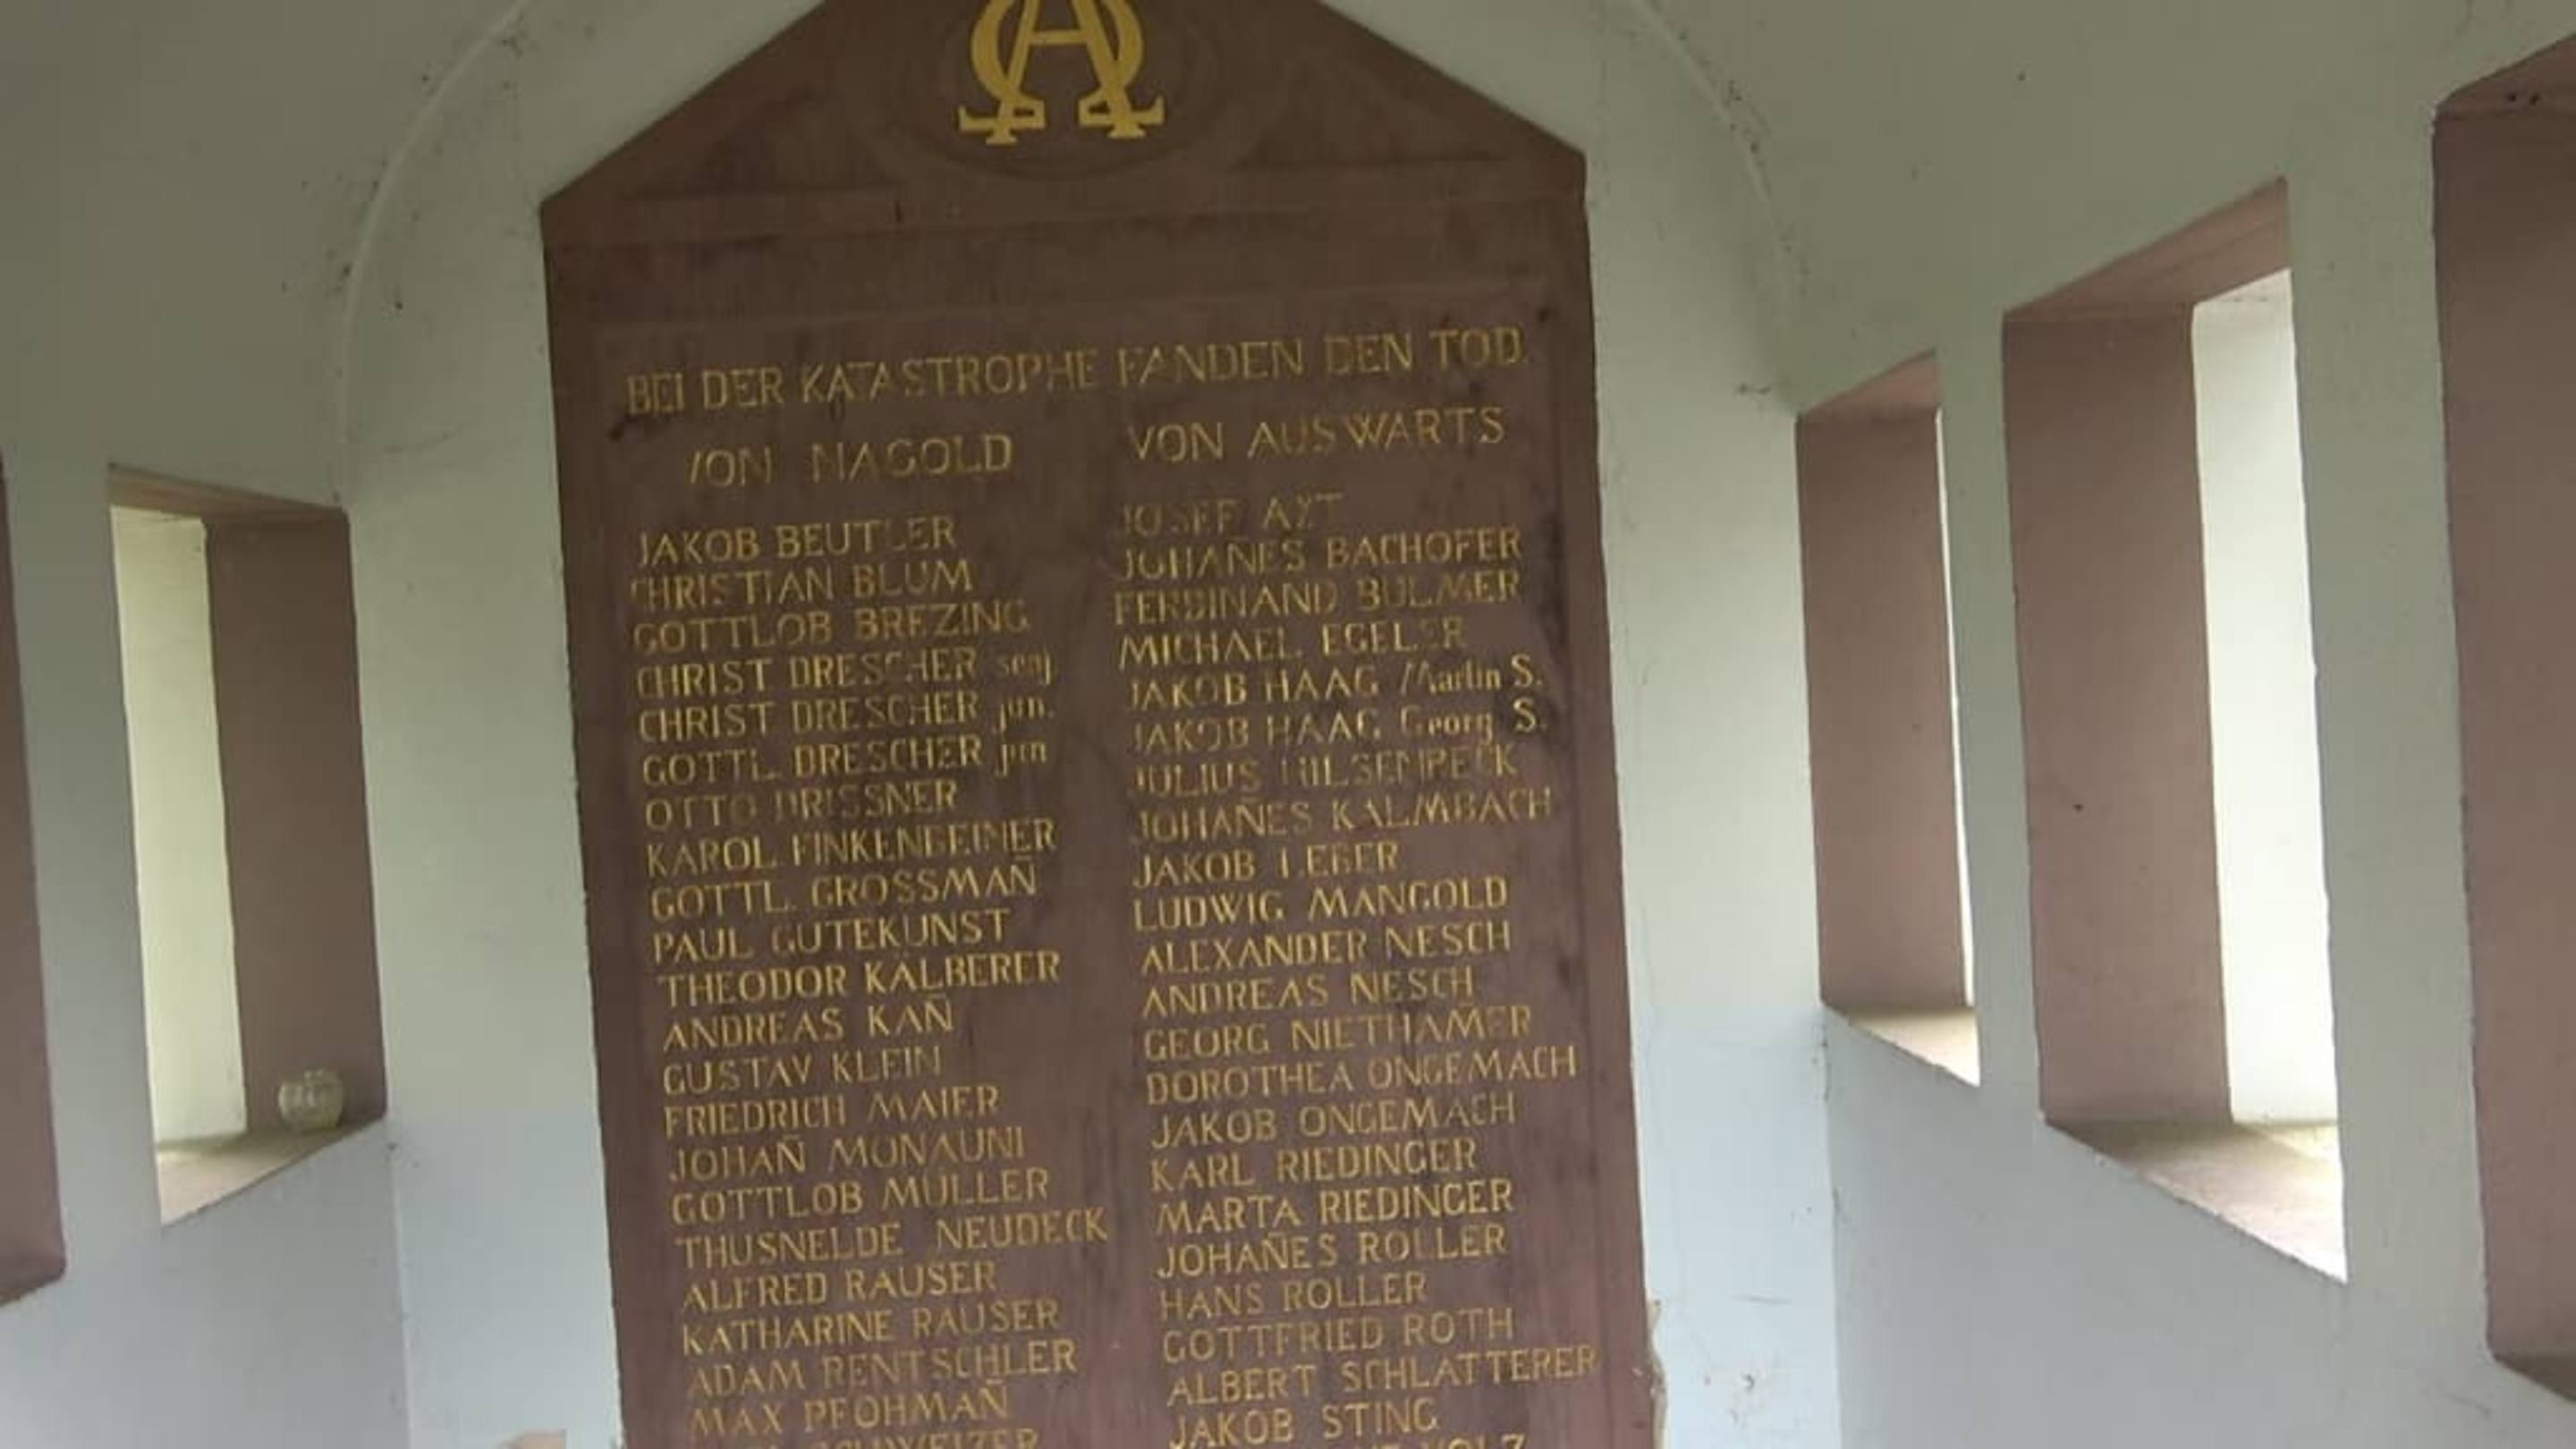 BEI DER KATASTROPHE FANDEN DEN TOD.
VON NAGOLD
JAKOB BEUTLER
CHRISTIAN BLUM
GOTTLOB BREZING
CHRIST DRESCHER senj
CHRIST DRESCHER jun.
GOTTL. DRESCHER jun
OTTO DRISSNER
KAROL. FINKENBEINER
GOTTL. GROSSMAÑ
PAUL GUTEKUNST
THEODOR KÄLBERER
ANDREAS KAÑ
GUSTAV KLEIN
FRIEDRICH MAIER
JOHAÑ MONAUNI
GOTTLOB MÜLLER
THUSNELDE NEUDECK
ALFRED RAUSER
KATHARINE RAUSER
ADAM RENTSCHLER
MAX PFOHMAÑ
SCHWEIZER
VON AUSWÄRTS
JOSEF AXT
JOHAÑES BACHOFER
FERDINAND BULMER
MICHAEL EGELER
JAKOB HAAG Martin S.
JAKOB HAAG Georg S.
JULIUS
JOHAÑES KALMBACH
JAKOB LEBER
LUDWIG MANGOLD
ALEXANDER NESCH
ANDREAS NESCH
GEORG NIETHAM̃ER
DOROTHEA ONGEMACH
JAKOB ONGEMACH
KARL RIEDINGER
MARTA RIEDINGER
JOHAÑES ROLLER
HANS ROLLER
GOTTFRIED ROTH
ALBERT SCHLATTERER
JAKOB STING